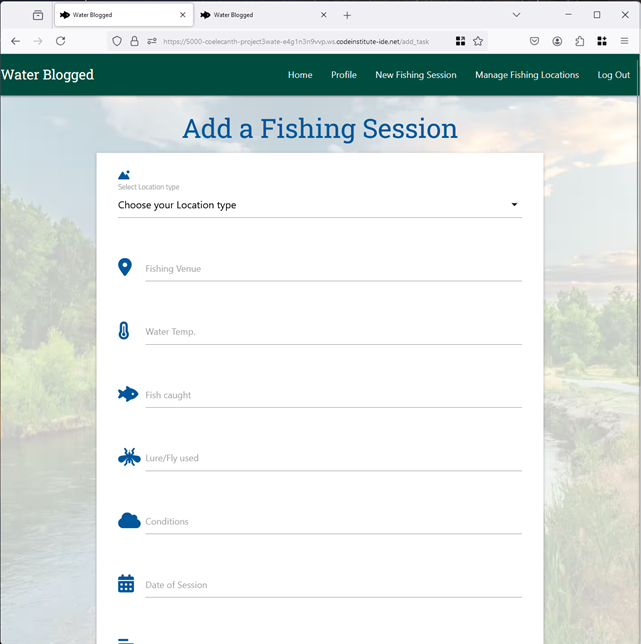 Water Blogged
Water Blogged
https://5000-coelecanth-project3wate-e4g1n3n9vvp.ws.codeinstitute-ide.net/add_task
Water Blogged
Home
Profile
New Fishing Session
Manage Fishing Locations
Log Out
Add a Fishing Session
Select Location type
Choose your Location type
Fishing Venue
Water Temp.
Fish caught
Lure/Fly used
Conditions
Date of Session